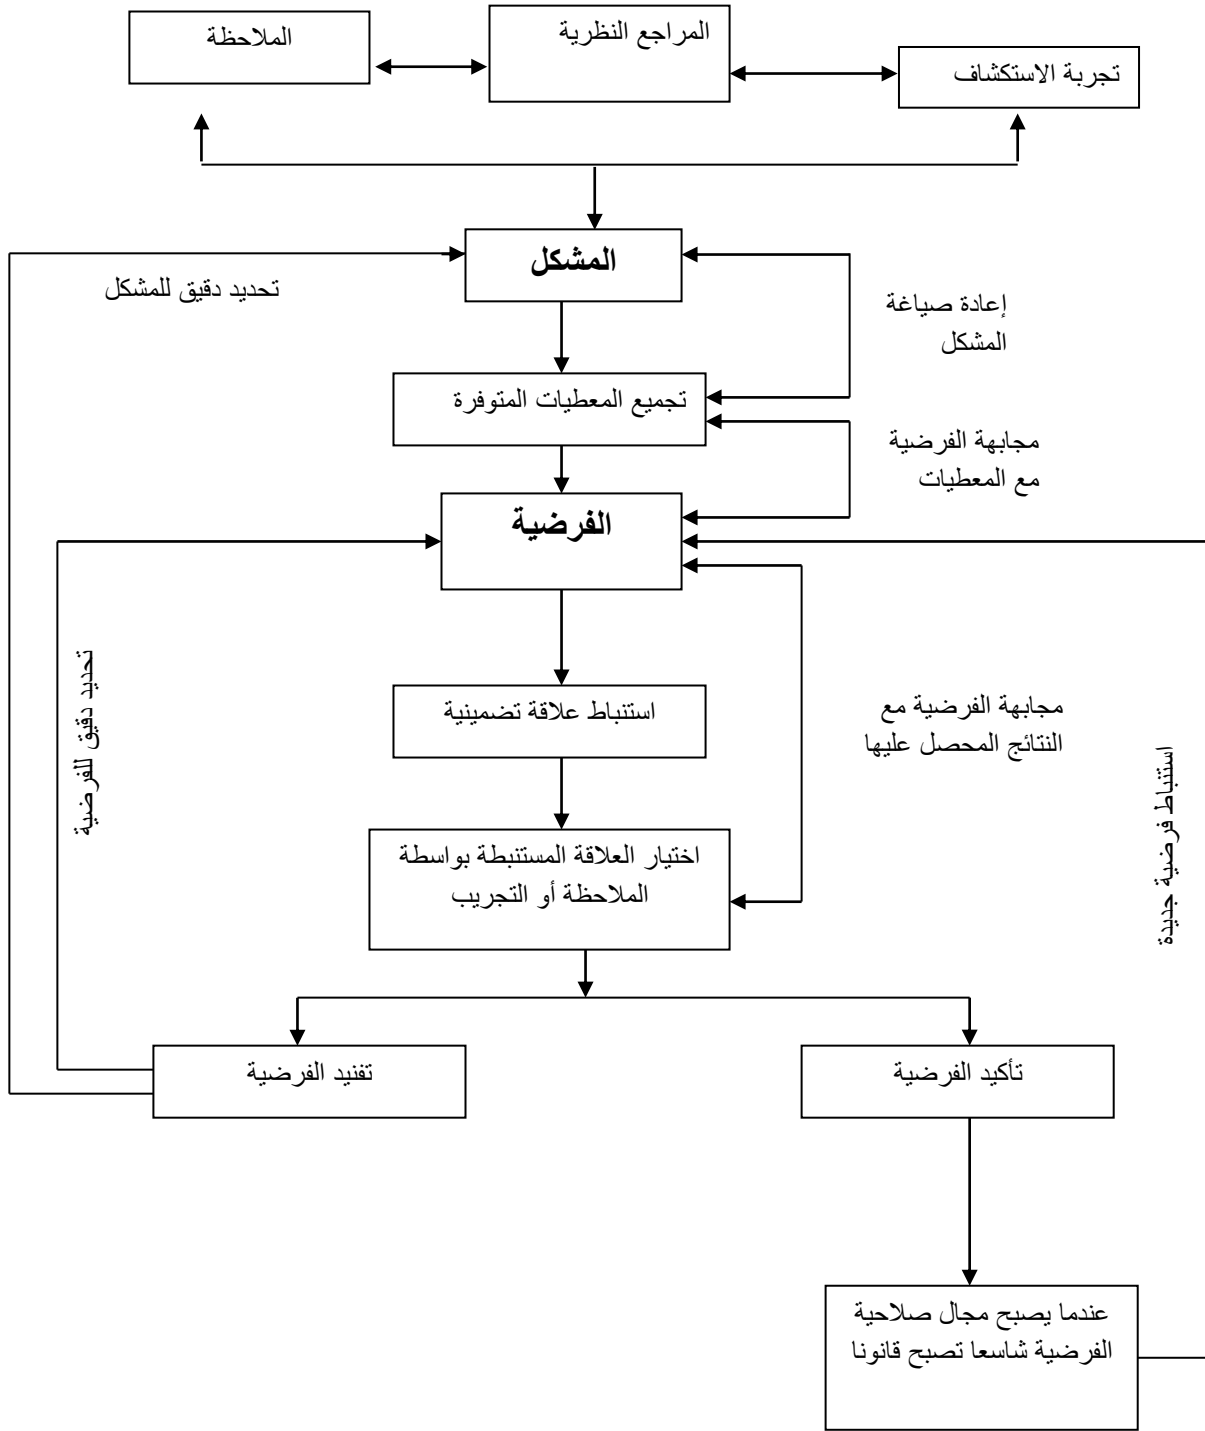 الملاحظة
المراجع النظرية
تجربة الاستكشاف
المشكل
تحديد دقيق للمشكل
إعادة صياغة
المشكل
تجميع المعطيات المتوفرة
مجابهة الفرضية
مع المعطيات
الفرضية
تحديد دقيق للفرضية
استنباط علاقة تضمينية
مجابهة الفرضية مع
النتائج المحصل عليها
استنباط فرضية جديدة
اختيار العلاقة المستنبطة بواسطة
الملاحظة أو التجريب
تفنيد الفرضية
تأكيد الفرضية
عندما يصبح مجال صلاحية
الفرضية شاسعا تصبح قانونا